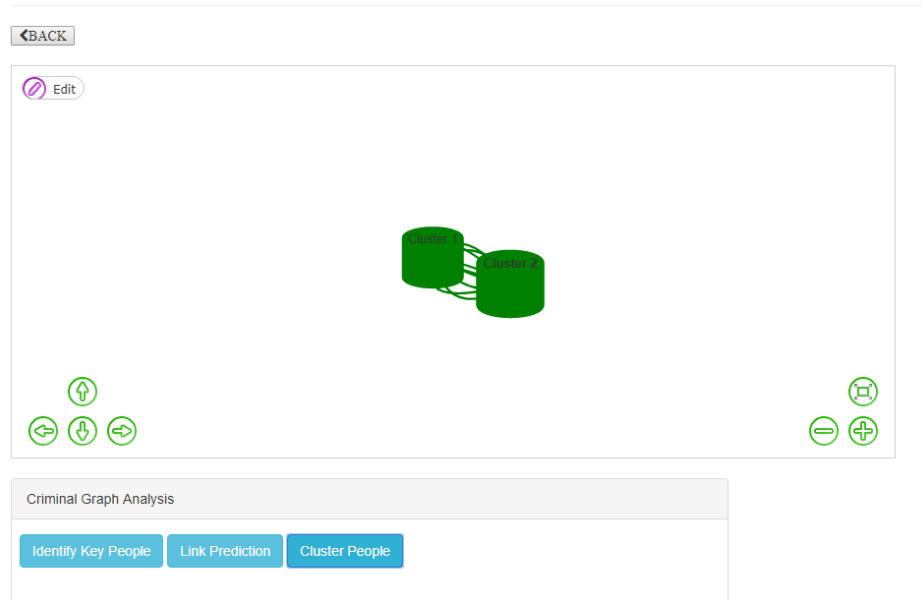 BACK
Edit
Cluster 1
Cluster 2
Criminal Graph Analysis
Identify Key People Link Prediction Cluster People